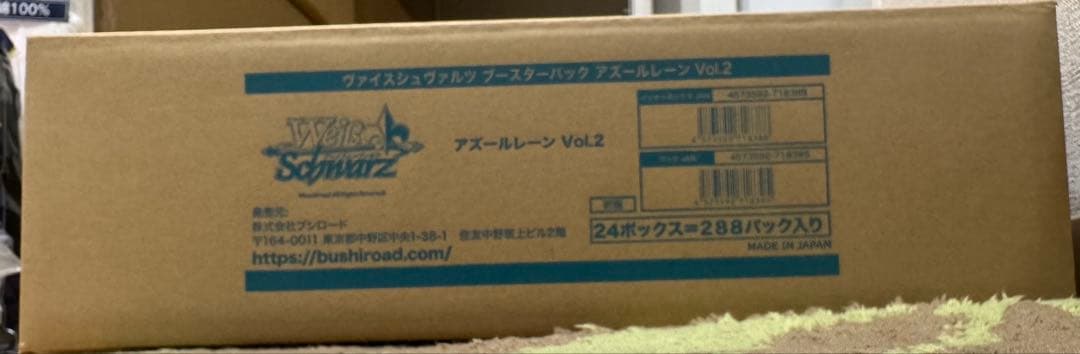 100%
ヴァイスシュヴァルツ ブースターパック アズールレーン Vol.2
Weiß Schwarz
アズールレーン Vol.2
発売元:
株式会社ブシロード
〒164-0011 東京都中野区中央1-38-1 住友中野坂上ビル2階
https://bushiroad.com/
初版
24ボックス=288パック入り
MADE IN JAPAN